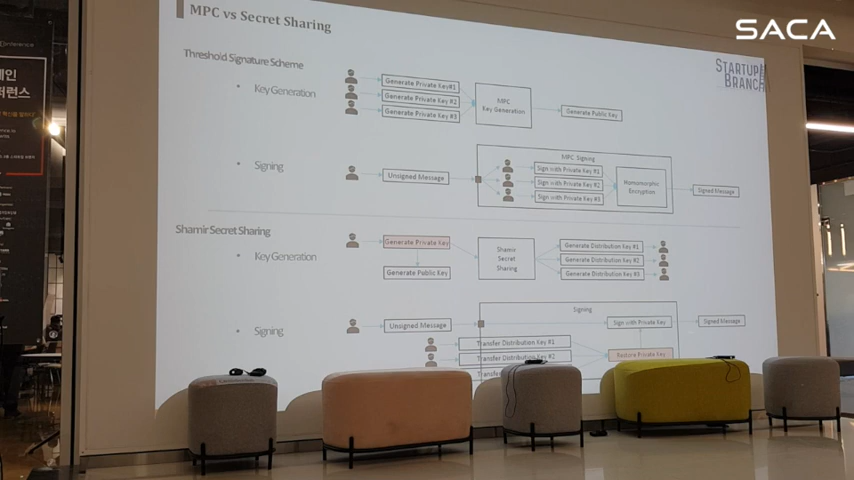 MPC vs Secret Sharing
SACA
STARTUP
BRANCH
Conference
Threshold Signature Scheme
• Key Generation
Generate Private Key#1
Generate Private Key #2
Generate Private Key #3
MPC
Key Generation
Generate Public Key
• Signing
Unsigned Message
MPC Signing
Sign with Private Key #1
Sign with Private Key #2
Sign with Private Key #3
Homomorphic
Encryption
Signed Message
Shamir Secret Sharing
• Key Generation
Generate Private Key
Generate Public Key
Shamir
Secret
Sharing
Generate Distribution Key #1
Generate Distribution Key #2
Generate Distribution Key #3
• Signing
Unsigned Message
Signing
Sign with Private Key
Signed Message
Transfer Distribution Key #1
Transfer Distribution Key #2
Restore Private Key